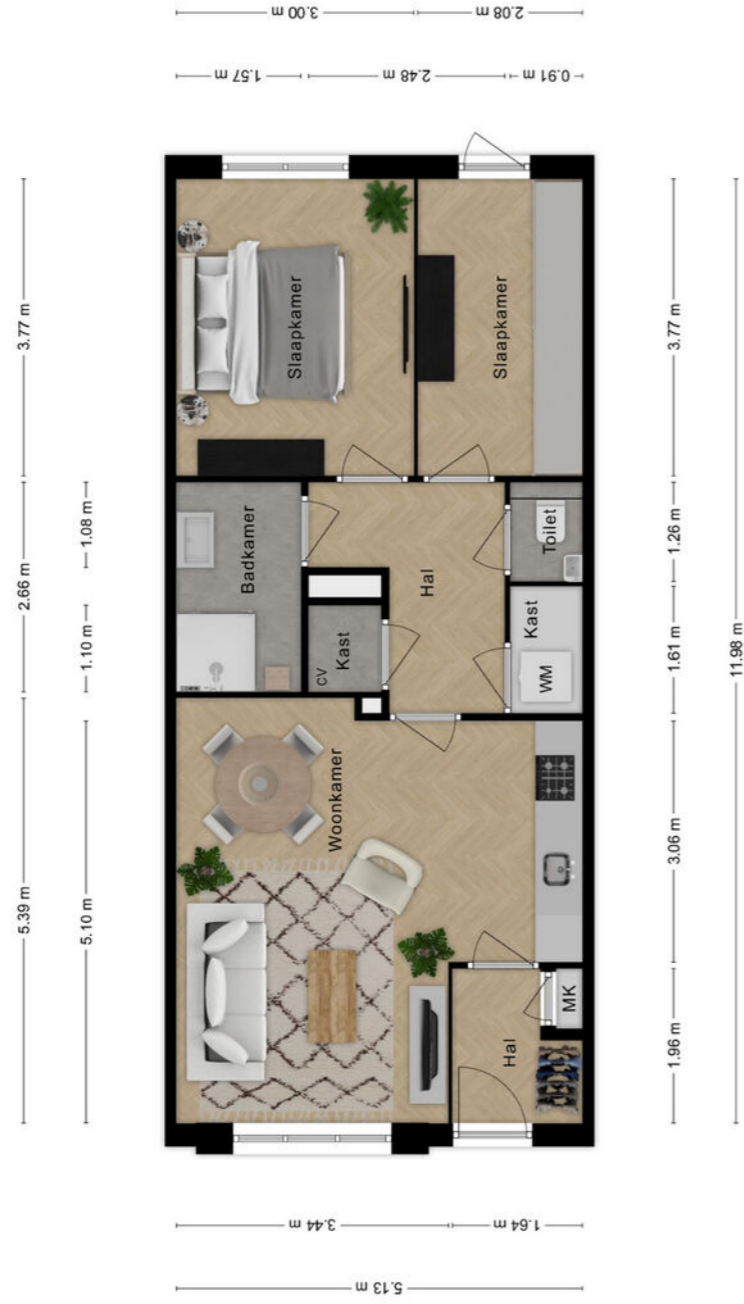 3.00 m
2.08 m
1.57 m
2.48 m
0.91 m
3.77 m
2.66 m
5.39 m
1.08 m
1.10 m
5.10 m
Slaapkamer
Slaapkamer
Badkamer
Hal
Toilet
CV
Kast
Kast
WM
Woonkamer
Hal
MK
3.77 m
1.26 m
1.61 m
3.06 m
1.96 m
11.98 m
3.44 m
1.64 m
5.13 m